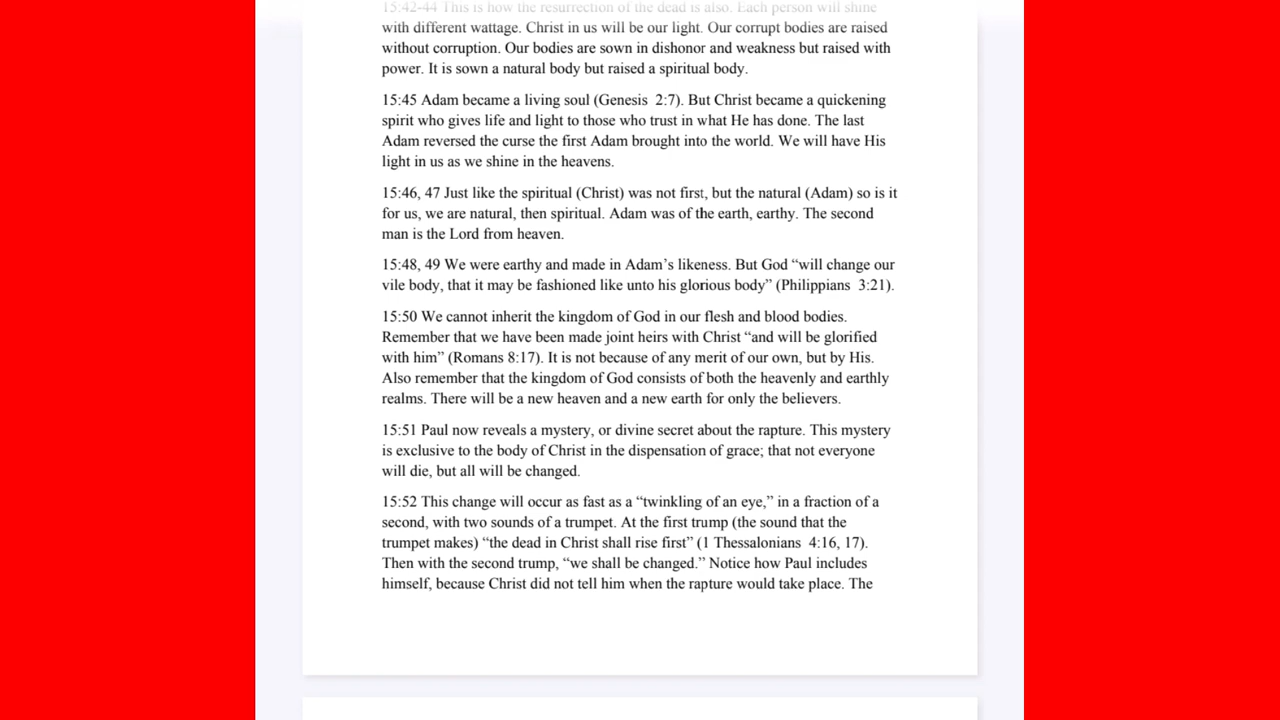 15:42-44 This is how the resurrection of the dead is also. Each person will shine
with different wattage. Christ in us will be our light. Our corrupt bodies are raised
without corruption. Our bodies are sown in dishonor and weakness but raised with
power. It is sown a natural body but raised a spiritual body.
15:45 Adam became a living soul (Genesis 2:7). But Christ became a quickening
spirit who gives life and light to those who trust in what He has done. The last
Adam reversed the curse the first Adam brought into the world. We will have His
light in us as we shine in the heavens.
15:46, 47 Just like the spiritual (Christ) was not first, but the natural (Adam) so is it
for us, we are natural, then spiritual. Adam was of the earth, earthy. The second
man is the Lord from heaven.
15:48, 49 We were earthy and made in Adam’s likeness. But God “will change our
vile body, that it may be fashioned like unto his glorious body” (Philippians 3:21).
15:50 We cannot inherit the kingdom of God in our flesh and blood bodies.
Remember that we have been made joint heirs with Christ “and will be glorified
with him” (Romans 8:17). It is not because of any merit of our own, but by His.
Also remember that the kingdom of God consists of both the heavenly and earthly
realms. There will be a new heaven and a new earth for only the believers.
15:51 Paul now reveals a mystery, or divine secret about the rapture. This mystery
is exclusive to the body of Christ in the dispensation of grace; that not everyone
will die, but all will be changed.
15:52 This change will occur as fast as a “twinkling of an eye,” in a fraction of a
second, with two sounds of a trumpet. At the first trump (the sound that the
trumpet makes) “the dead in Christ shall rise first” (1 Thessalonians 4:16, 17).
Then with the second trump, “we shall be changed.” Notice how Paul includes
himself, because Christ did not tell him when the rapture would take place. The